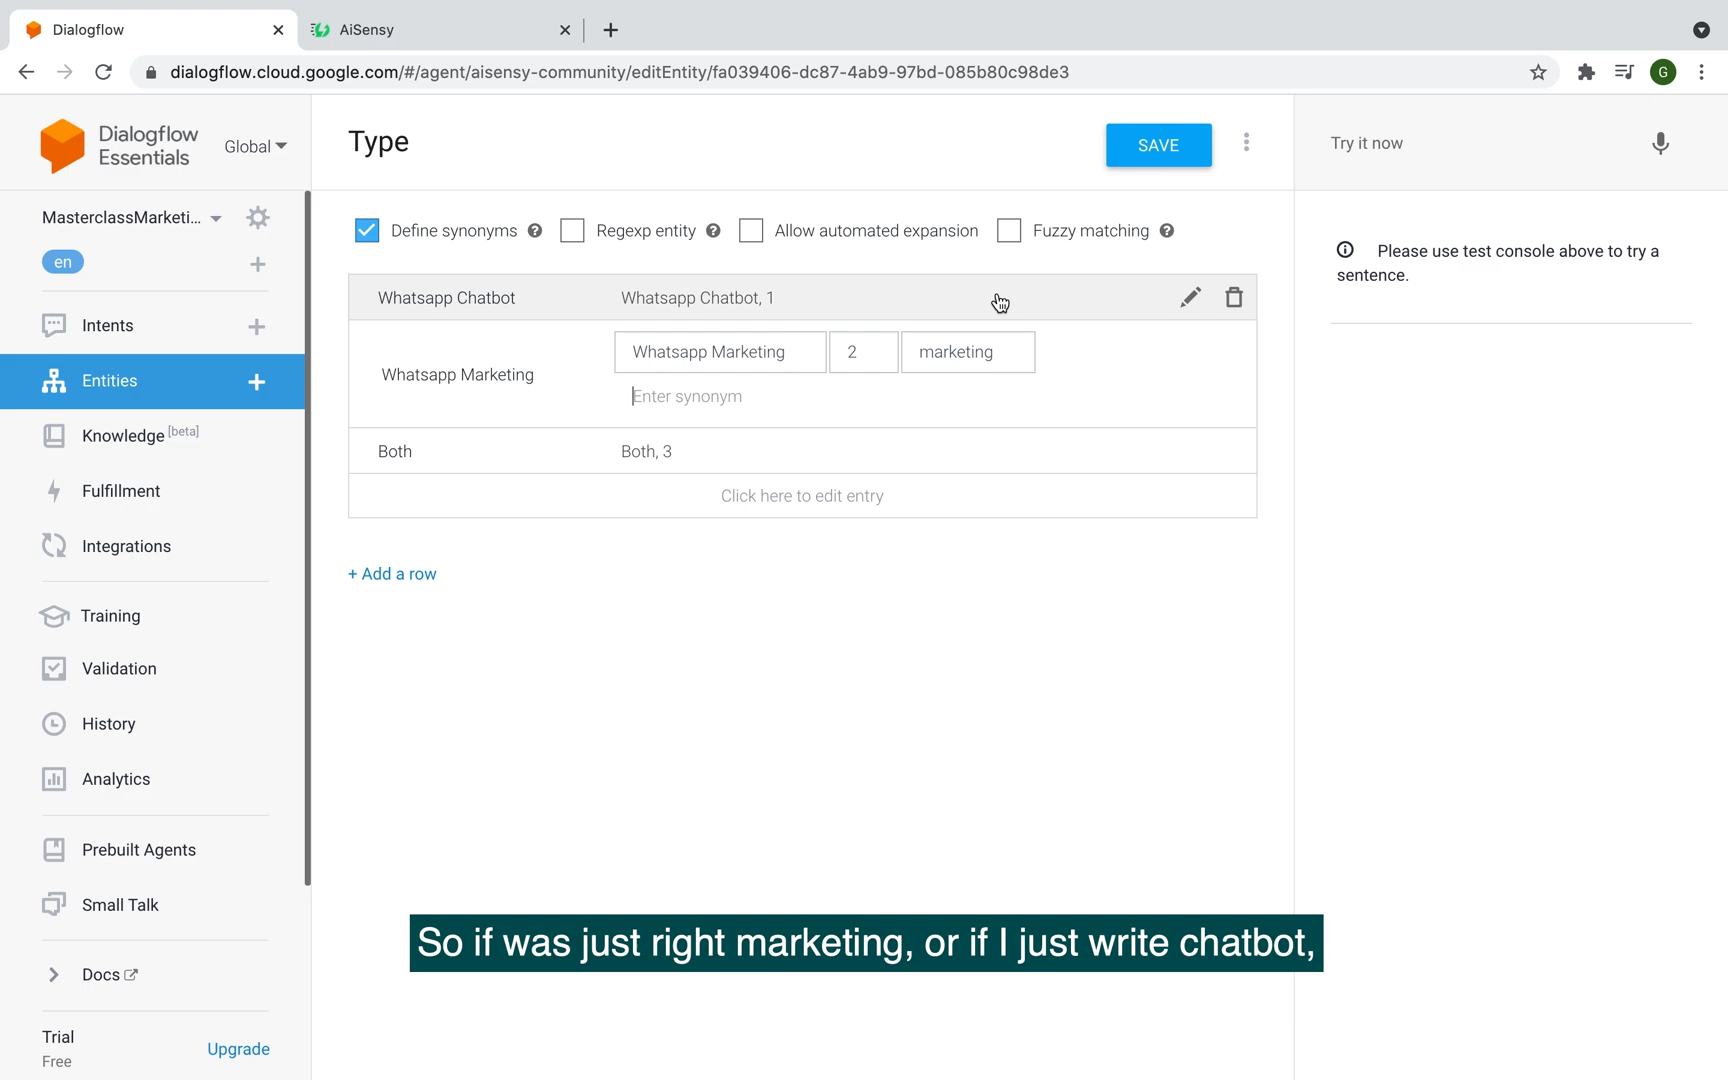 Dialogflow
AiSensy
dialogflow.cloud.google.com/#/agent/aisensy-community/editEntity/fa039406-dc87-4ab9-97bd-085b80c98de3
G
Dialogflow
Essentials
Global
Type
SAVE
Try it now
MasterclassMarketi...
en
Define synonyms
Regexp entity
Allow automated expansion
Fuzzy matching
Please use test console above to try a
sentence.
Whatsapp Chatbot
Whatsapp Chatbot, 1
Whatsapp Marketing
Whatsapp Marketing
2
marketing
Enter synonym
Both
Both, 3
Click here to edit entry
+ Add a row
Intents
Entities
Knowledge [beta]
Fulfillment
Integrations
Training
Validation
History
Analytics
Prebuilt Agents
Small Talk
Docs
Trial
Free
Upgrade
So if was just right marketing, or if I just write chatbot,